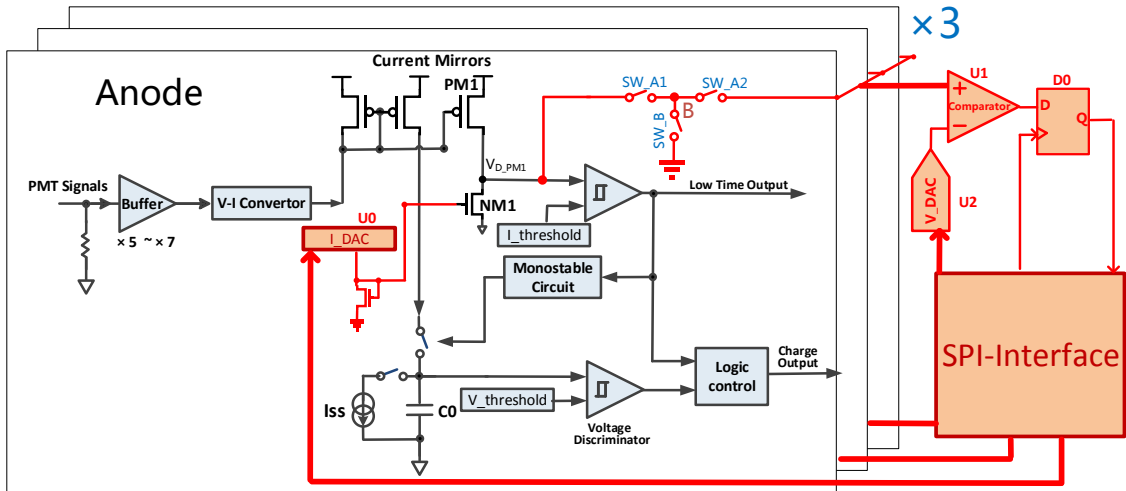 ×3
Anode
Current Mirrors
PM1
SW_A1
SW_A2
SW_B
B
U1
Comparator
+
−
D0
D
Q
V_D_PM1
PMT Signals
Buffer
×5 ~ ×7
V-I Convertor
NM1
Low Time Output
U0
I_DAC
I_threshold
V_DAC
U2
Monostable
Circuit
SPI-Interface
Iss
C0
V_threshold
Voltage
Discriminator
Logic
control
Charge
Output